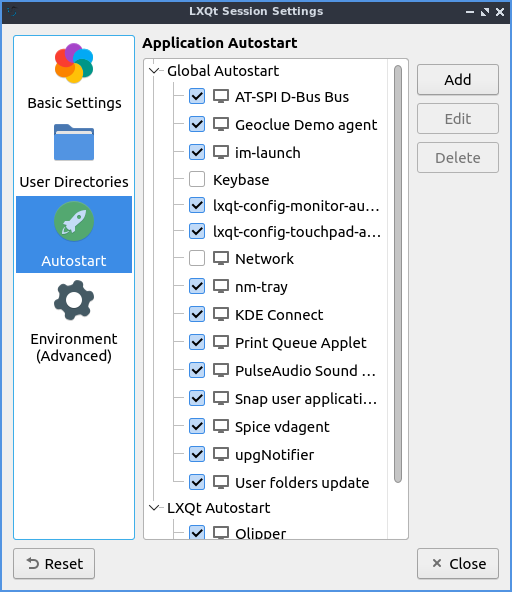 LXQt Session Settings
Basic Settings
User Directories
Autostart
Environment
(Advanced)
Application Autostart
Global Autostart
AT-SPI D-Bus Bus
Geoclue Demo agent
im-launch
Keybase
lxqt-config-monitor-au...
lxqt-config-touchpad-a...
Network
nm-tray
KDE Connect
Print Queue Applet
PulseAudio Sound ...
Snap user applicati...
Spice vdagent
upgNotifier
User folders update
LXQt Autostart
Qlipper
Add
Edit
Delete
Reset
Close